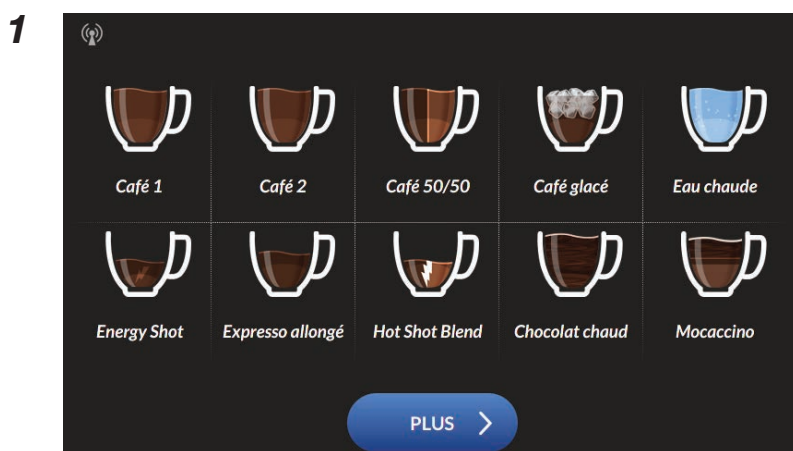 1
Café 1 Café 2 Café 50/50 Café glacé Eau chaude
Energy Shot Expresso allongé Hot Shot Blend Chocolat chaud Mocaccino
PLUS